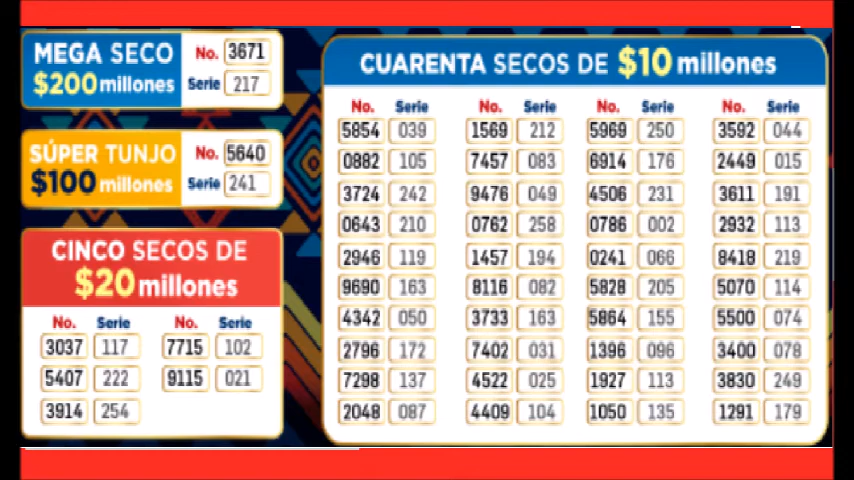 MEGA SECO
$200 millones
No. 3671
Serie 217
SÚPER TUNJO
$100 millones
No. 5640
Serie 241
CINCO SECOS DE
$20 millones
No. Serie No. Serie
3037 117 7715 102
5407 222 9115 021
3914 254
CUARENTA SECOS DE $10 millones
No. Serie No. Serie No. Serie No. Serie
5854 039 1569 212 5969 250 3592 044
0882 105 7457 083 6914 176 2449 015
3724 242 9476 049 4506 231 3611 191
0643 210 0762 258 0786 002 2932 113
2946 119 1457 194 0241 066 8418 219
9690 163 8116 082 5828 205 5070 114
4342 050 3733 163 5864 155 5500 074
2796 172 7402 031 1396 096 3400 078
7298 137 4522 025 1927 113 3830 249
2048 087 4409 104 1050 135 1291 179